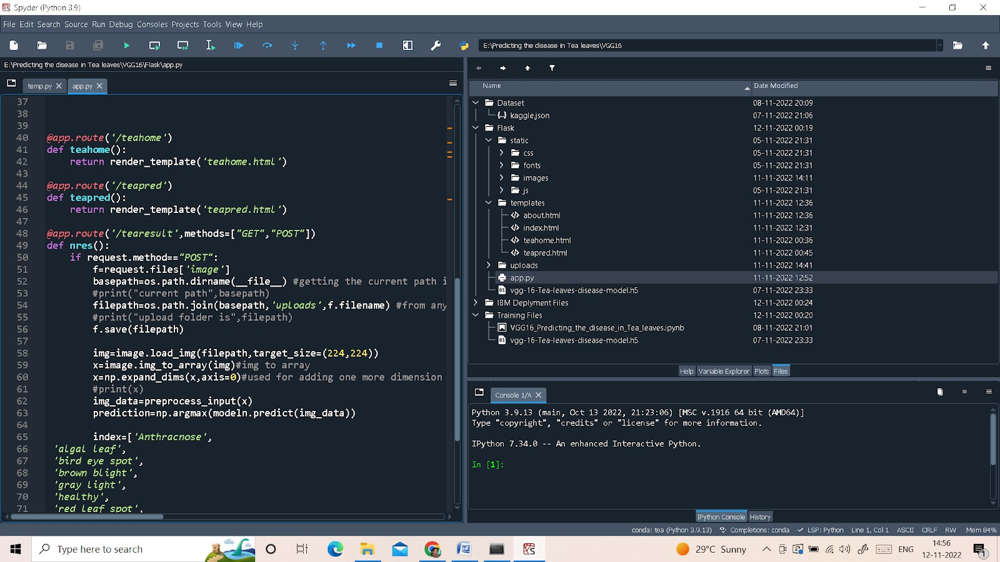 Spyder (Python 3.9)
File Edit Search Source Run Debug Consoles Projects Tools View Help
E:\Predicting the disease in Tea leaves\VGG16
E:\Predicting the disease in Tea leaves\VGG16\Flask\app.py
temp.py
app.py
37
38
39
40 @app.route('/teahome')
41 def teahome():
42 return render_template('teahome.html')
43
44 @app.route('/teapred')
45 def teapred():
46 return render_template('teapred.html')
47
48 @app.route('/tearesult',methods=["GET","POST"])
49 def nres():
50 if request.method=="POST":
51 f=request.files['image']
52 basepath=os.path.dirname(__file__) #getting the current path i
53 #print("current path",basepath)
54 filepath=os.path.join(basepath,'uploads',f.filename) #from any
55 #print("upload folder is",filepath)
56 f.save(filepath)
57
58 img=image.load_img(filepath,target_size=(224,224))
59 x=image.img_to_array(img)#img to array
60 x=np.expand_dims(x,axis=0)#used for adding one more dimension
61 #print(x)
62 img_data=preprocess_input(x)
63 prediction=np.argmax(modeln.predict(img_data))
64
65 index=['Anthracnose',
66 'algal leaf',
67 'bird eye spot',
68 'brown blight',
69 'gray light',
70 'healthy',
71 'red leaf spot',
Name Date Modified
Dataset 08-11-2022 20:09
kaggle.json 07-11-2022 21:06
Flask 12-11-2022 00:19
static 05-11-2022 21:31
css 05-11-2022 21:31
fonts 05-11-2022 21:31
images 11-11-2022 14:11
js 05-11-2022 21:31
templates 11-11-2022 12:36
about.html 11-11-2022 12:36
index.html 11-11-2022 12:31
teahome.html 11-11-2022 00:36
teapred.html 11-11-2022 00:45
uploads 11-11-2022 14:41
app.py 11-11-2022 12:52
vgg-16-Tea-leaves-disease-model.h5 07-11-2022 23:33
IBM Deplyment Files 12-11-2022 00:24
Training Files 12-11-2022 00:20
VGG16_Predicting_the_disease_in_Tea_leaves.ipynb 08-11-2022 21:01
vgg-16-Tea-leaves-disease-model.h5 07-11-2022 23:33
Help Variable Explorer Plots Files
Console 1/A
Python 3.9.13 (main, Oct 13 2022, 21:23:06) [MSC v.1916 64 bit (AMD64)]
Type "copyright", "credits" or "license" for more information.
IPython 7.34.0 -- An enhanced Interactive Python.
In [1]:
IPython Console History
conda: tea (Python 3.9.13) Completions: conda LSP: Python Line 1, Col 1 ASCII CRLF RW Mem 84%
Type here to search
29°C Sunny
ENG
14:56
12-11-2022
1